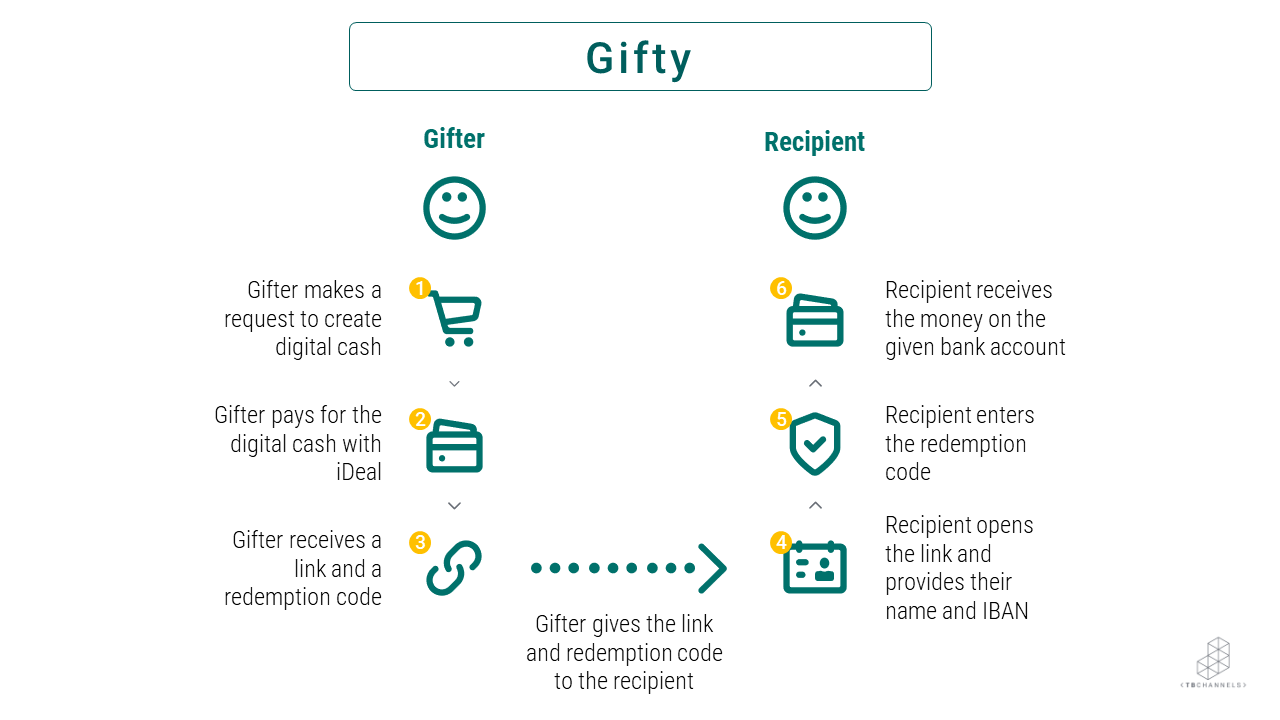 Gifty
Gifter
Gifter makes a
request to create
digital cash
1
Gifter pays for the
digital cash with
iDeal
2
Gifter receives a
link and a
redemption code
3
Gifter gives the link
and redemption code
to the recipient
Recipient
6
Recipient receives
the money on the
given bank account
5
Recipient enters
the redemption
code
4
Recipient opens
the link and
provides their
name and IBAN
<TBCHANNELS>